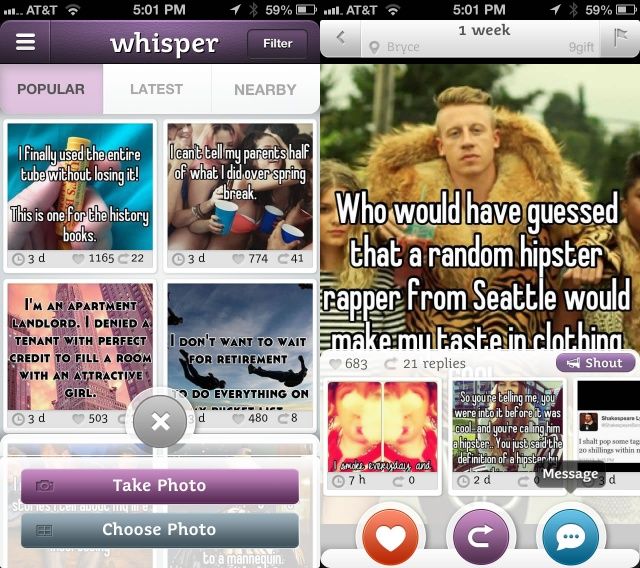 AT&T 5:01 PM 59%
whisper
Filter
POPULAR LATEST NEARBY
I finally used the entire
tube without losing it!
This is one for the history
books.
3 d 1165 22
I can't tell my parents half
of what I did over spring
break.
3 d 774 41
I'M AN APARTMENT
LANDLORD. I DENIED A
TENANT WITH PERFECT
CREDIT TO FILL A ROOM
WITH AN ATTRACTIVE
GIRL.
3 d 503
I DON'T WANT TO WAIT
FOR RETIREMENT
TO DO EVERYTHING ON
MY BUCKET LIST
3 d 480 8
Take Photo
Choose Photo
to a mannequin.
AT&T 5:01 PM 59%
1 week
Bryce 9gift
Who would have guessed
that a random hipster
rapper from Seattle would
make my taste in clothing
683 21 replies Shout
I smoke everyday and
7 h 0
So you're telling me, you
were into it before it was
cool- and you're calling him
a hipster.. You just said the
definition of a hipster by
2 d 0
I shalt pop some tag
20 shillings within m
3 d
Message